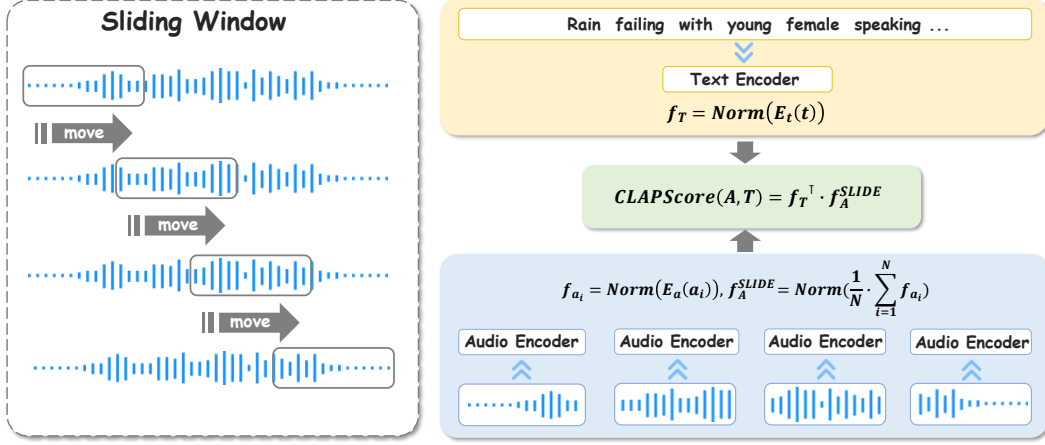 Sliding Window
move
move
move
Rain failing with young female speaking ...
Text Encoder
f_T = Norm(E_t(t))
CLAPScore(A, T) = f_T^⊺ · f_A^SLIDE
f_{a_i} = Norm(E_a(a_i)), f_A^SLIDE = Norm(1/N · ∑_{i=1}^N f_{a_i})
Audio Encoder Audio Encoder Audio Encoder Audio Encoder